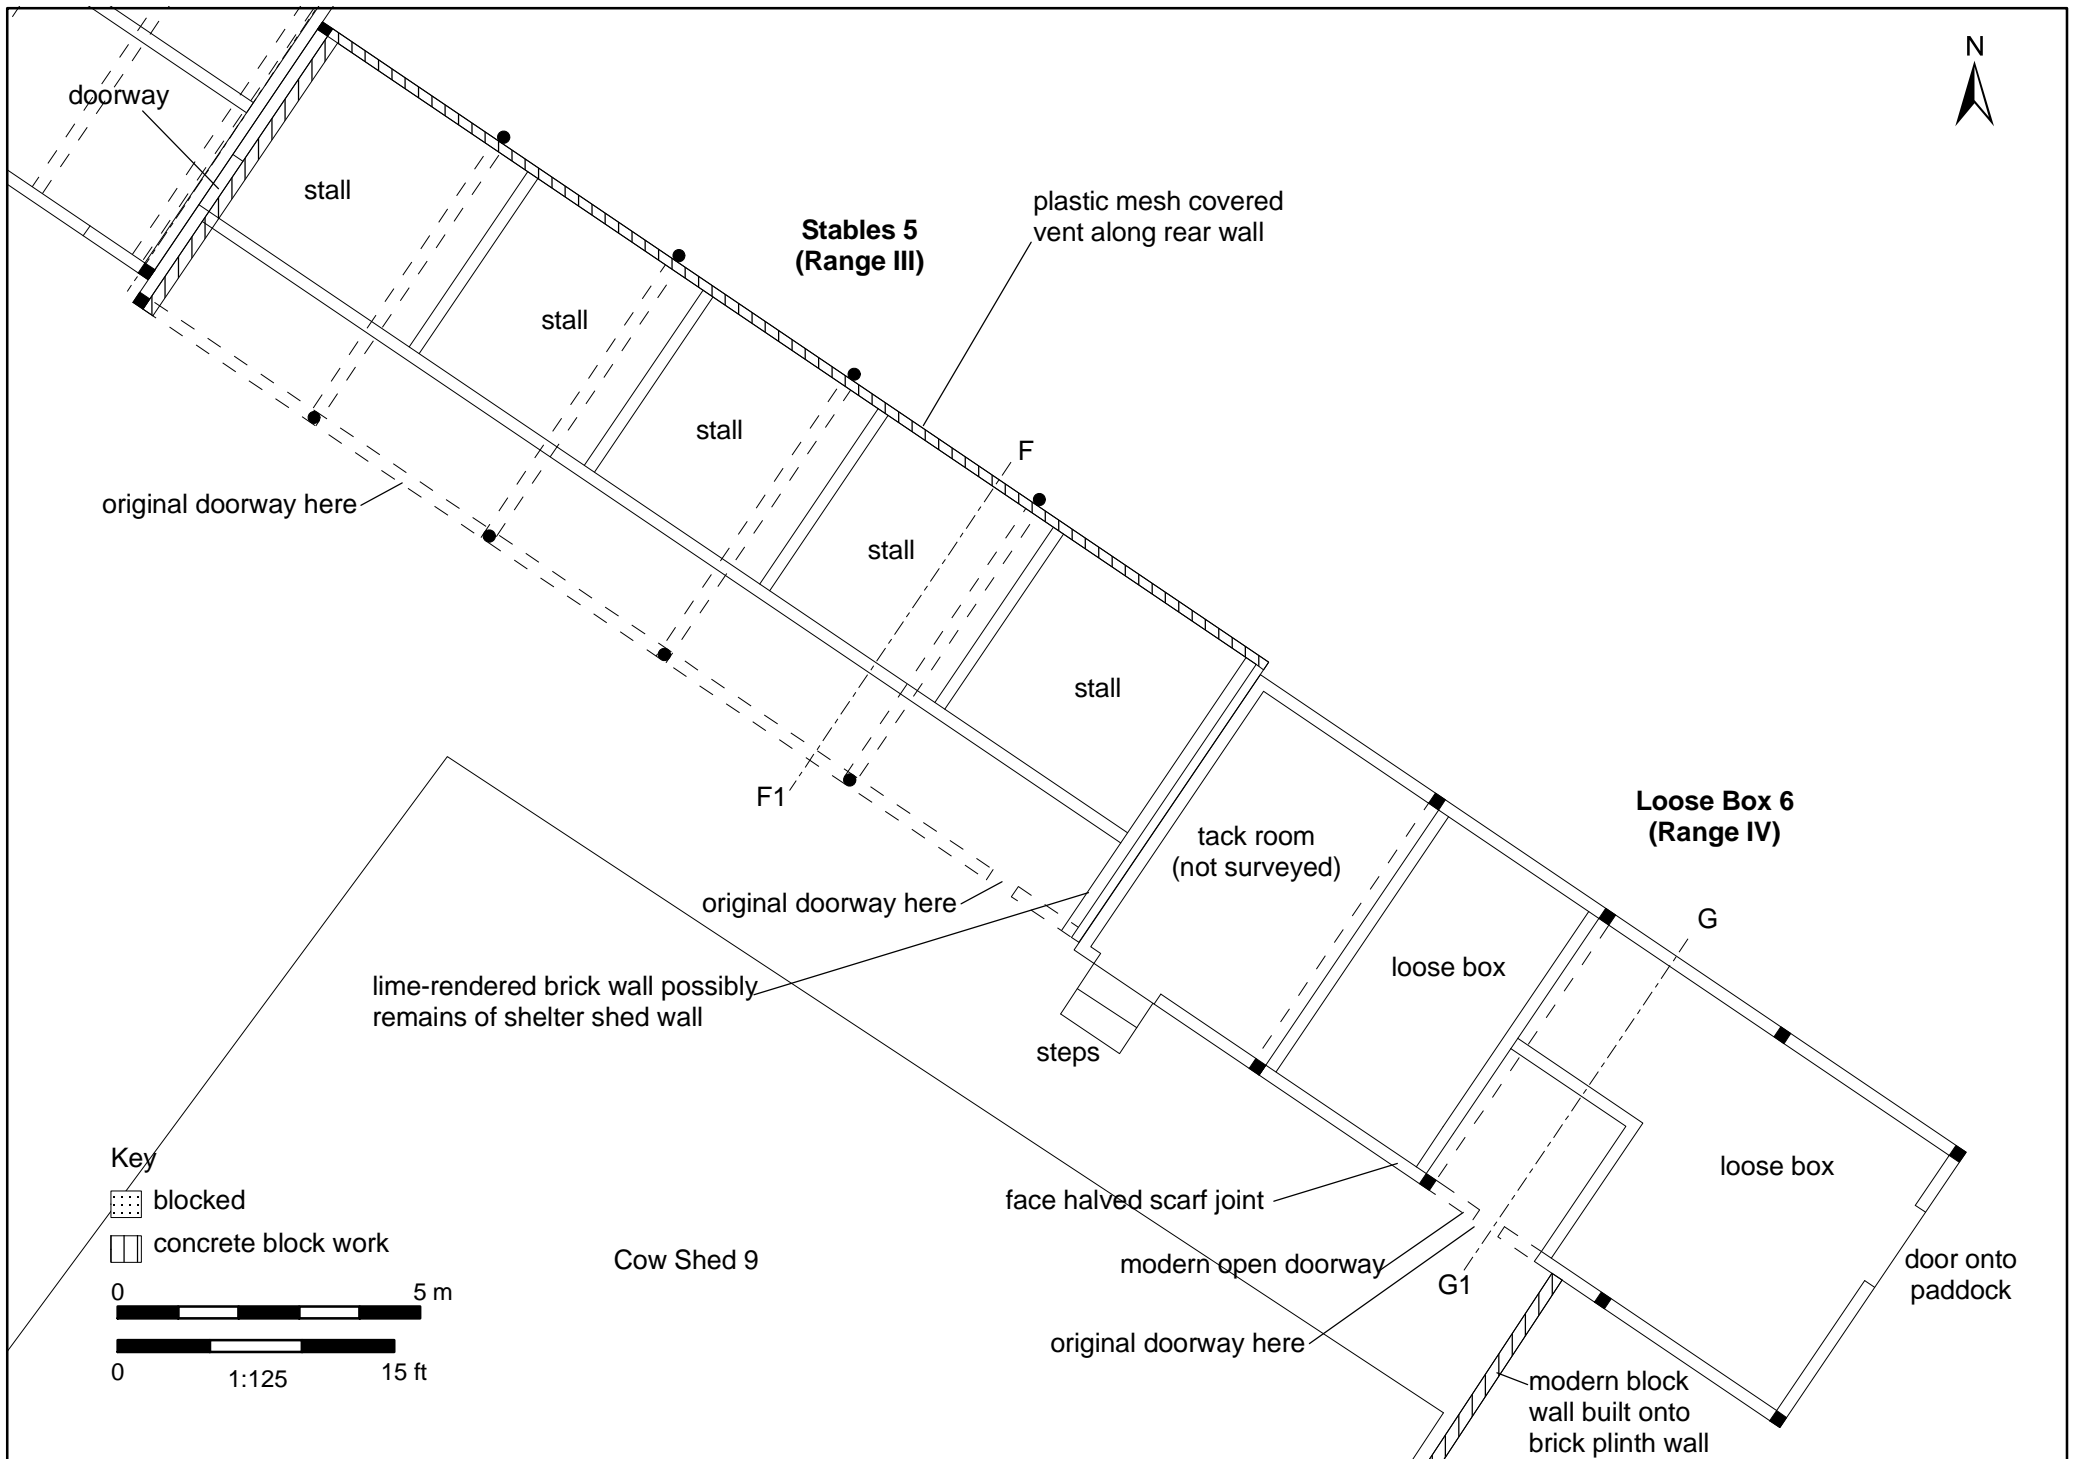 N
doorway
stall
Stables 5
(Range III)
plastic mesh covered
vent along rear wall
stall
stall
F
original doorway here
stall
stall
F1
Loose Box 6
(Range IV)
tack room
(not surveyed)
original doorway here
G
loose box
lime-rendered brick wall possibly
remains of shelter shed wall
steps
Key
blocked
concrete block work
0 5 m
0 15 ft
1:125
Cow Shed 9
loose box
face halved scarf joint
modern open doorway
G1
door onto
paddock
original doorway here
modern block
wall built onto
brick plinth wall